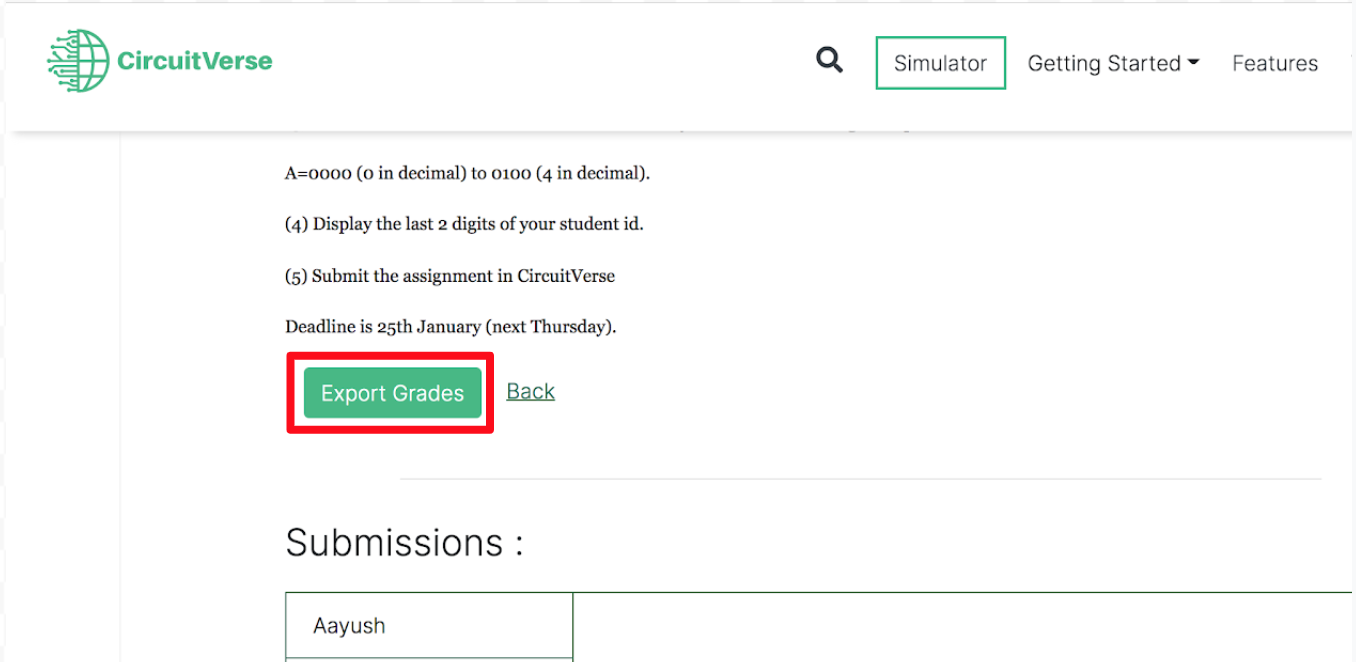 CircuitVerse
Simulator Getting Started Features
A=0000 (0 in decimal) to 0100 (4 in decimal).
(4) Display the last 2 digits of your student id.
(5) Submit the assignment in CircuitVerse
Deadline is 25th January (next Thursday).
Export Grades Back
Submissions :
Aayush